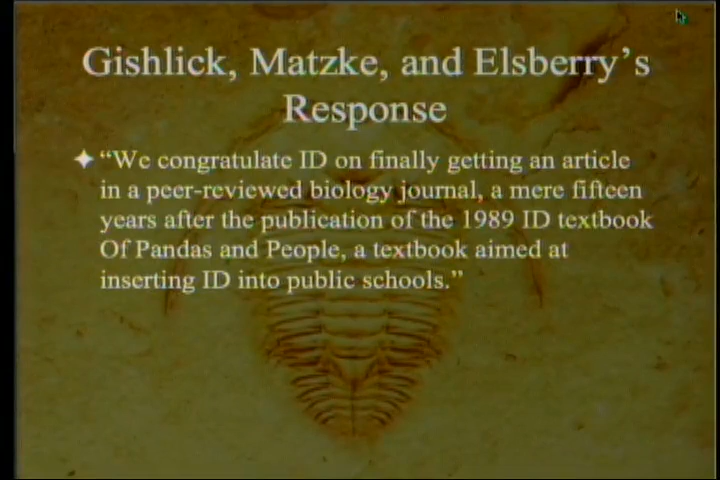 Gishlick, Matzke, and Elsberry's
Response
"We congratulate ID on finally getting an article
in a peer-reviewed biology journal, a mere fifteen
years after the publication of the 1989 ID textbook
Of Pandas and People, a textbook aimed at
inserting ID into public schools."